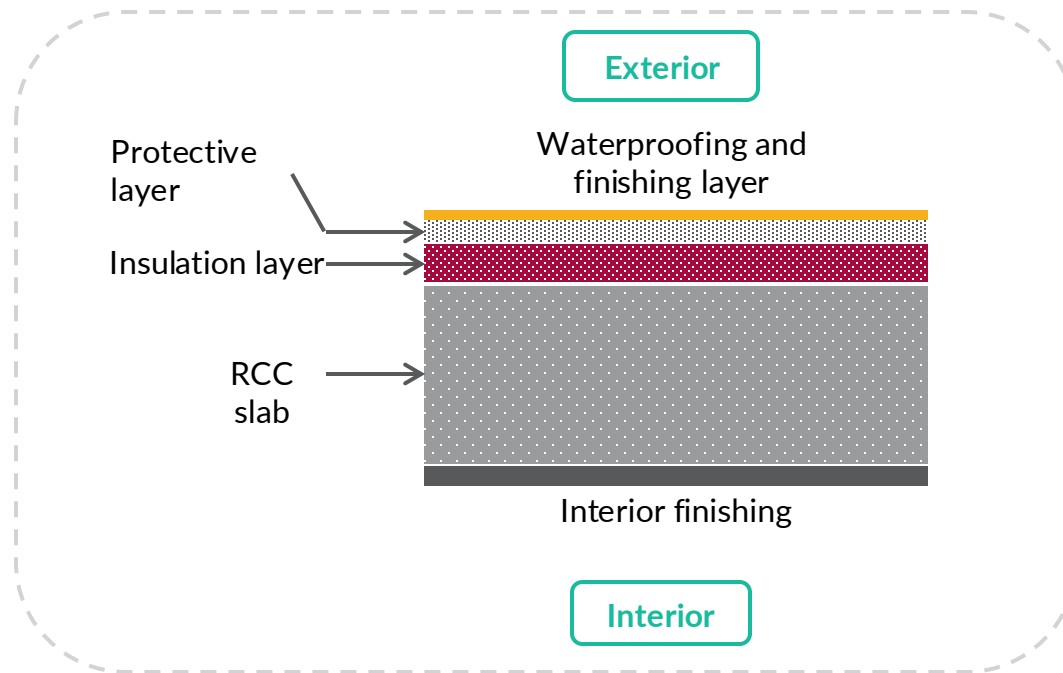 Exterior
Waterproofing and
finishing layer
Protective
layer
Insulation layer
RCC
slab
Interior finishing
Interior